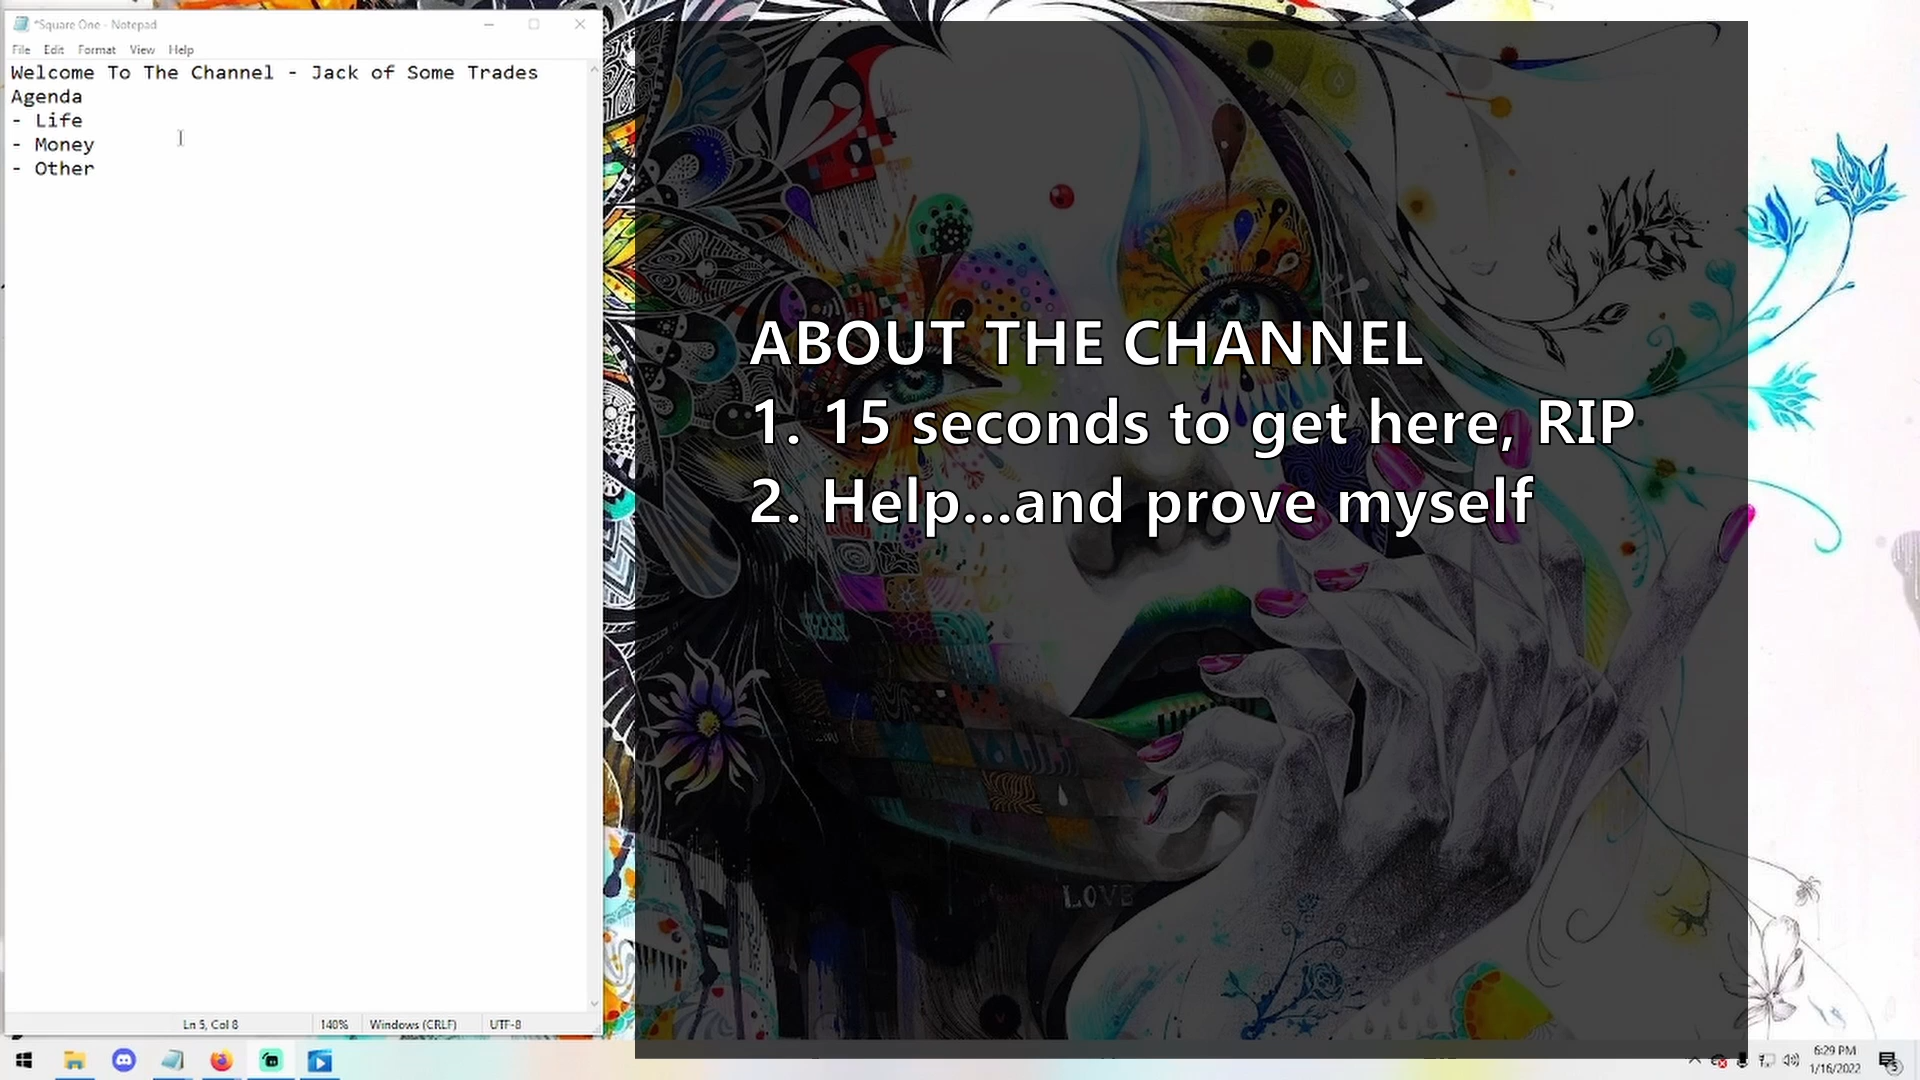 *Square One - Notepad
File Edit Format View Help
Welcome To The Channel - Jack of Some Trades
Agenda
- Life
- Money
- Other
ABOUT THE CHANNEL
1. 15 seconds to get here, RIP
2. Help...and prove myself
LOVE
Ln 5, Col 8 140% Windows (CRLF) UTF-8
6:29 PM
1/16/2022
5